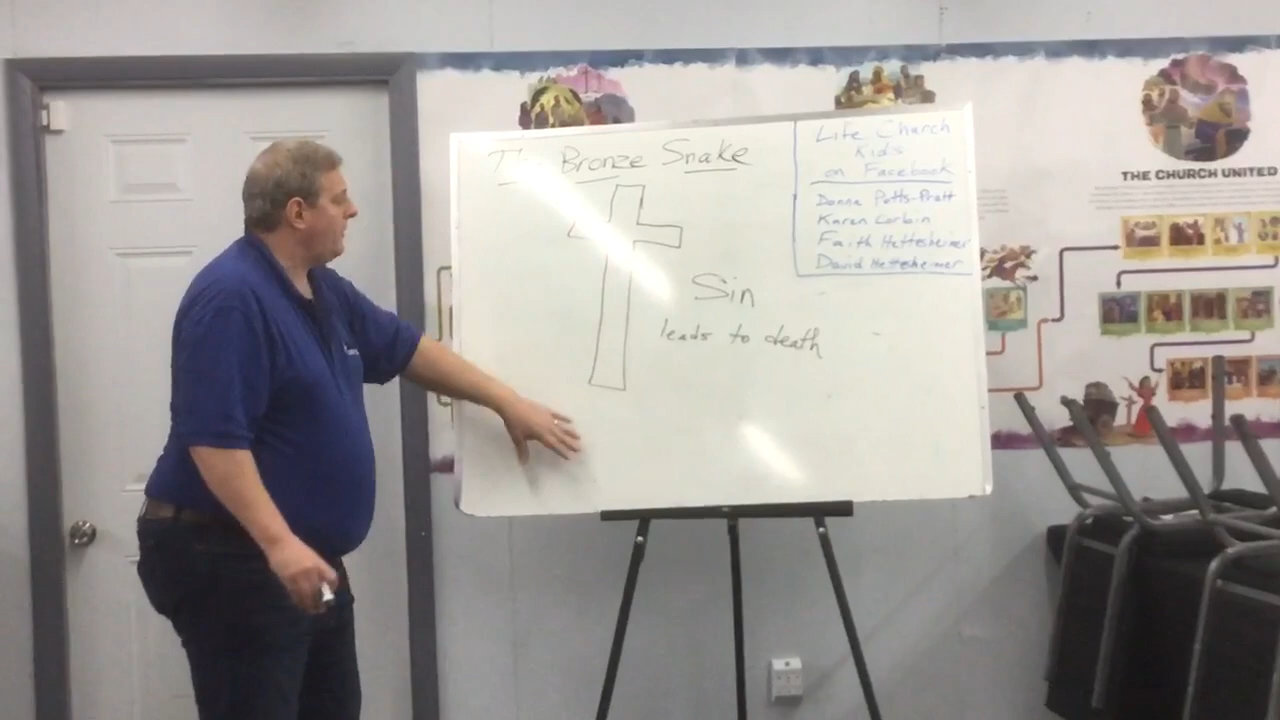 The Bronze Snake
Sin
leads to death
Life Church
Kids
on Facebook
Donna Potts-Pratt
Karen Corbin
Faith Hettesheimer
David Hettesheimer
THE CHURCH UNITED